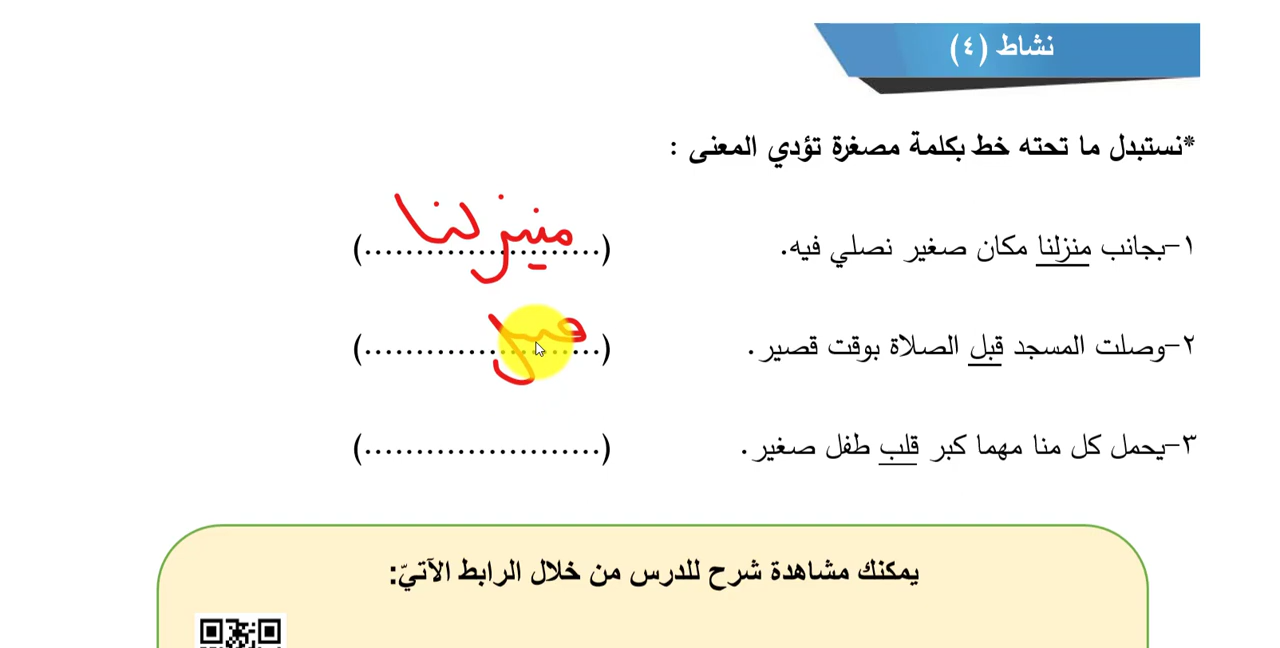 نشاط (٤)
*نستبدل ما تحته خط بكلمة مصغرة تؤدي المعنى :
١-بجانب منزلنا مكان صغير نصلي فيه. (.......................)
منيزلنا
٢-وصلت المسجد قبل الصلاة بوقت قصير. (.......................)
٣-يحمل كل منا مهما كبر قلب طفل صغير. (.......................)
يمكنك مشاهدة شرح للدرس من خلال الرابط الآتيّ: